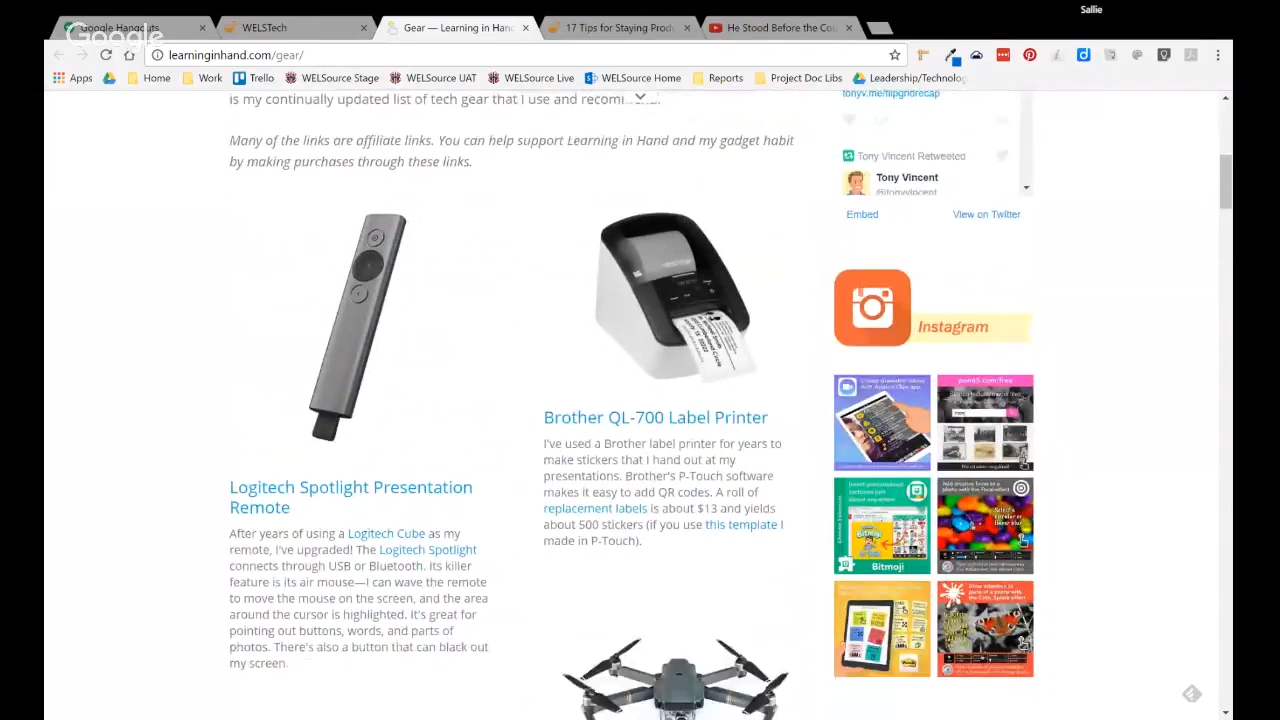 Sallie
Google Hangouts
WELSTech
Gear — Learning in Hand
17 Tips for Staying Produ
He Stood Before the Cou
Google
learninginhand.com/gear/
Apps
Home
Work
Trello
WELSource Stage
WELSource UAT
WELSource Live
WELSource Home
Reports
Project Doc Libs
Leadership/Technolog
is my continually updated list of tech gear that I use and
Many of the links are affiliate links. You can help support Learning in Hand and my gadget habit
by making purchases through these links.
tonyv.me/flipgridrecap
Tony Vincent Retweeted
Tony Vincent
@tonyvincent
Embed
View on Twitter
Instagram
Logitech Spotlight Presentation
Remote
After years of using a Logitech Cube as my
remote, I've upgraded! The Logitech Spotlight
connects through USB or Bluetooth. Its killer
feature is the mouse—I can wave the remote
to move the cursor on the screen, and the area
around the cursor is highlighted. It's great for
pointing out buttons, words, and parts of
photos. There's also a button that can black out
my screen.
Brother QL-700 Label Printer
I've used a Brother label printer for years to
make stickers that I hand out at my
presentations. Brother's P-Touch software
makes it easy to add QR codes. A roll of
replacement labels is about $13 and yields
about 500 stickers (if you use this template I
made in P-Touch).
Bitmoji